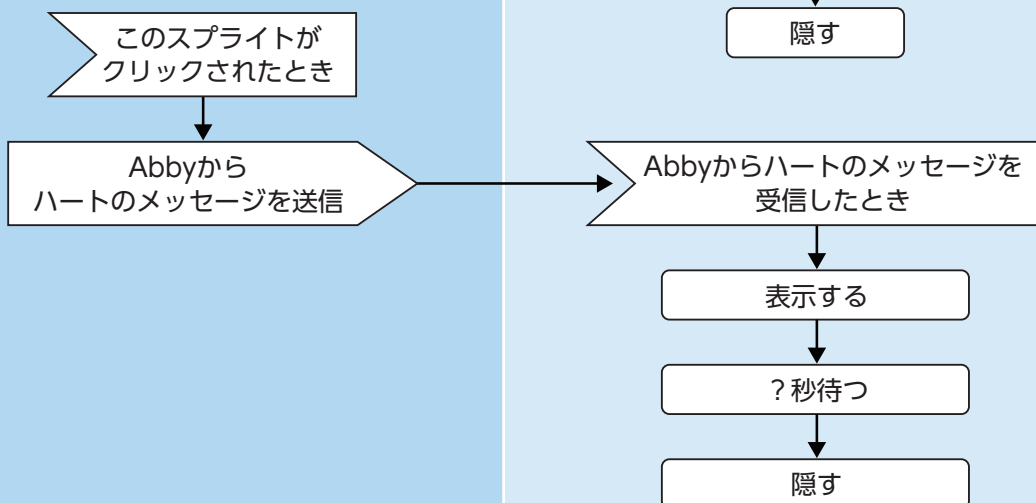 このスプライトが
クリックされたとき
Abbyから
ハートのメッセージを送信
隠す
Abbyからハートのメッセージを
受信したとき
表示する
？秒待つ
隠す